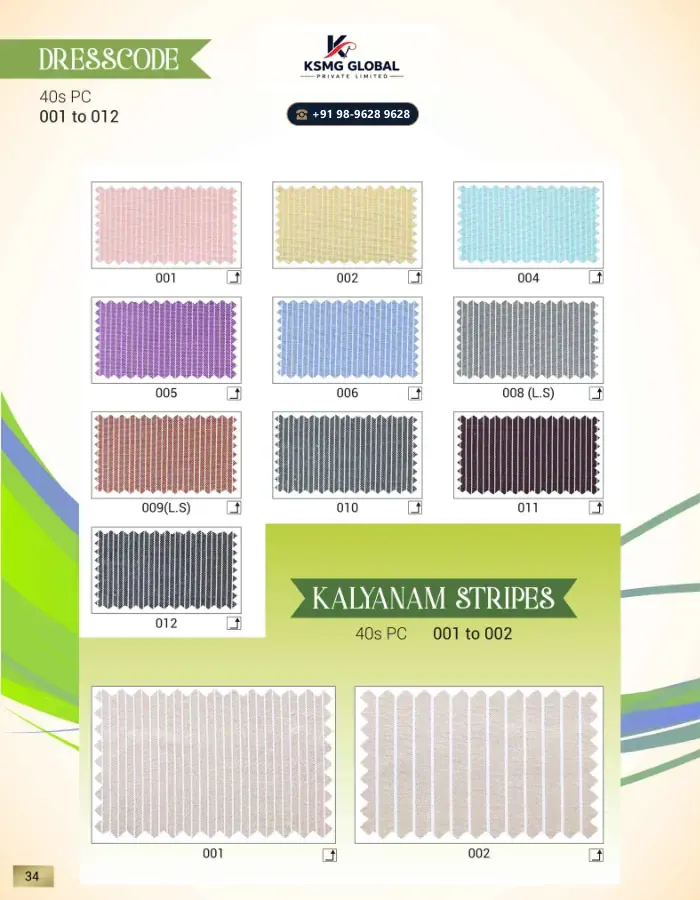 DRESSCODE
40s PC
001 to 012
KSMG GLOBAL
PRIVATE LIMITED
+91 98-9628 9628
001
002
004
005
006
008 (L.S)
009(L.S)
010
011
012
KALYANAM STRIPES
40s PC 001 to 002
001
002
34